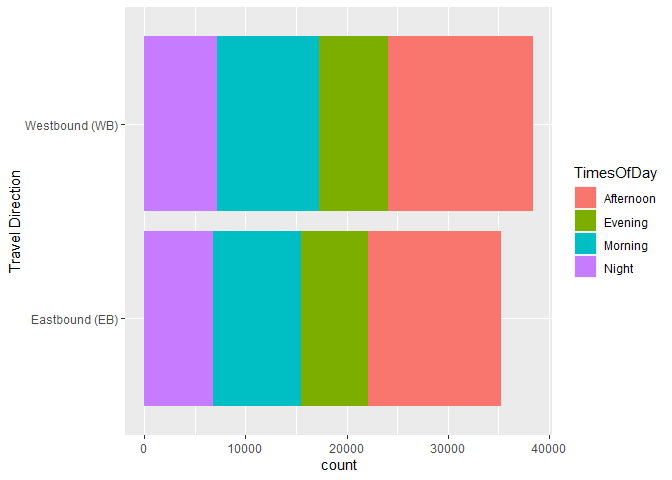 Travel Direction
Westbound (WB)
Eastbound (EB)
0 10000 20000 30000 40000
count
TimesOfDay
Afternoon
Evening
Morning
Night